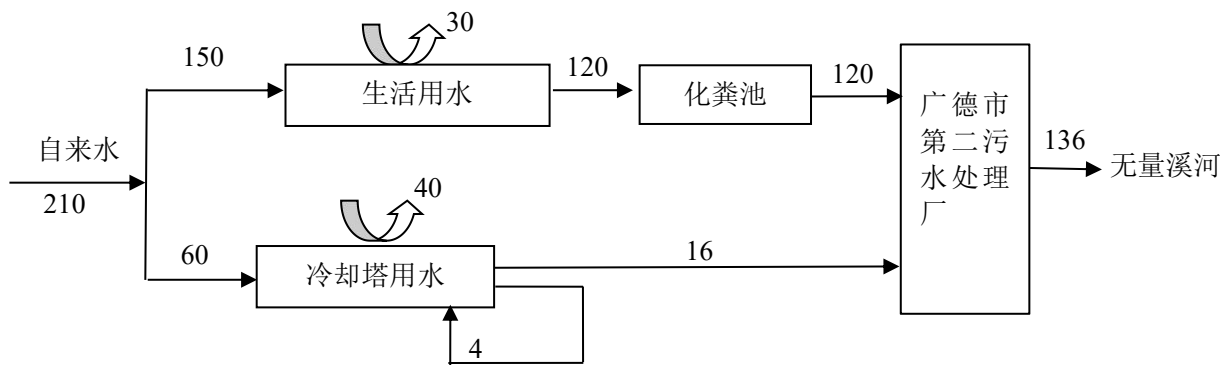 30
150
生活用水
120
化粪池
120
广德市
第二污
水处理
厂
136
无量溪河
自来水
210
40
60
冷却塔用水
16
4